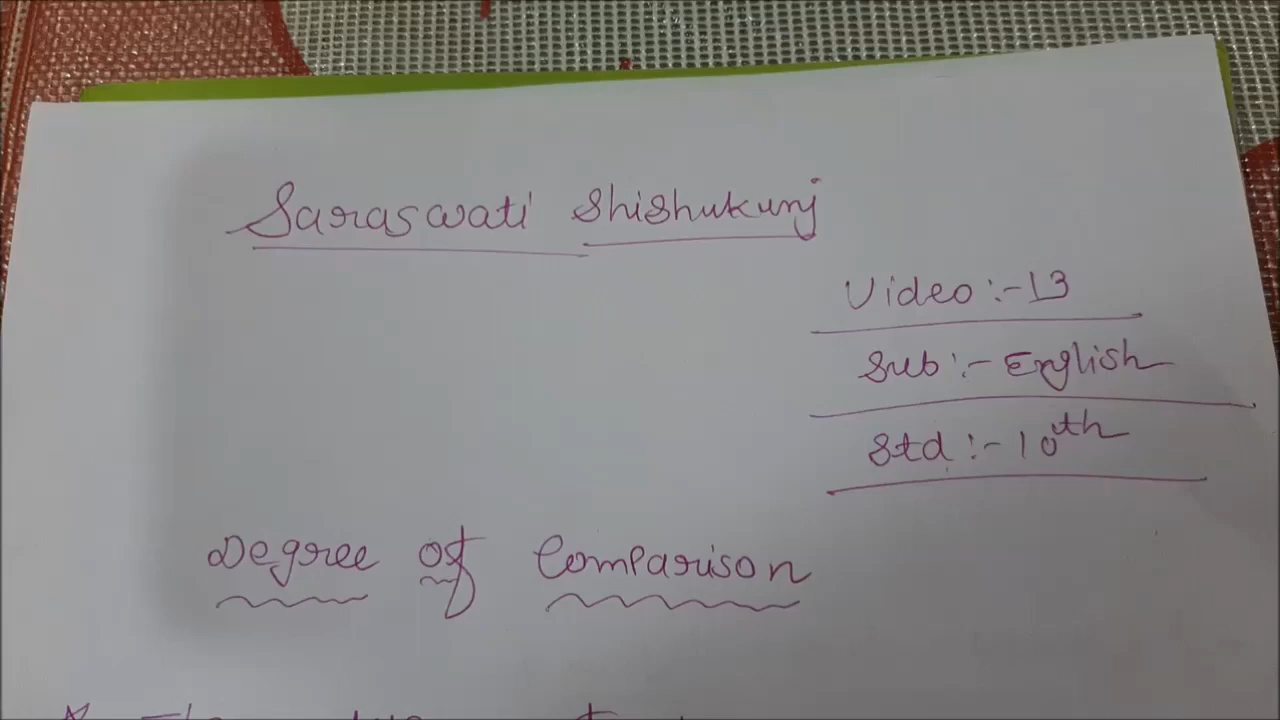 Saraswati Shishukunj
Video :- 13
Sub :- English
Std :- 10th
Degree of Comparison